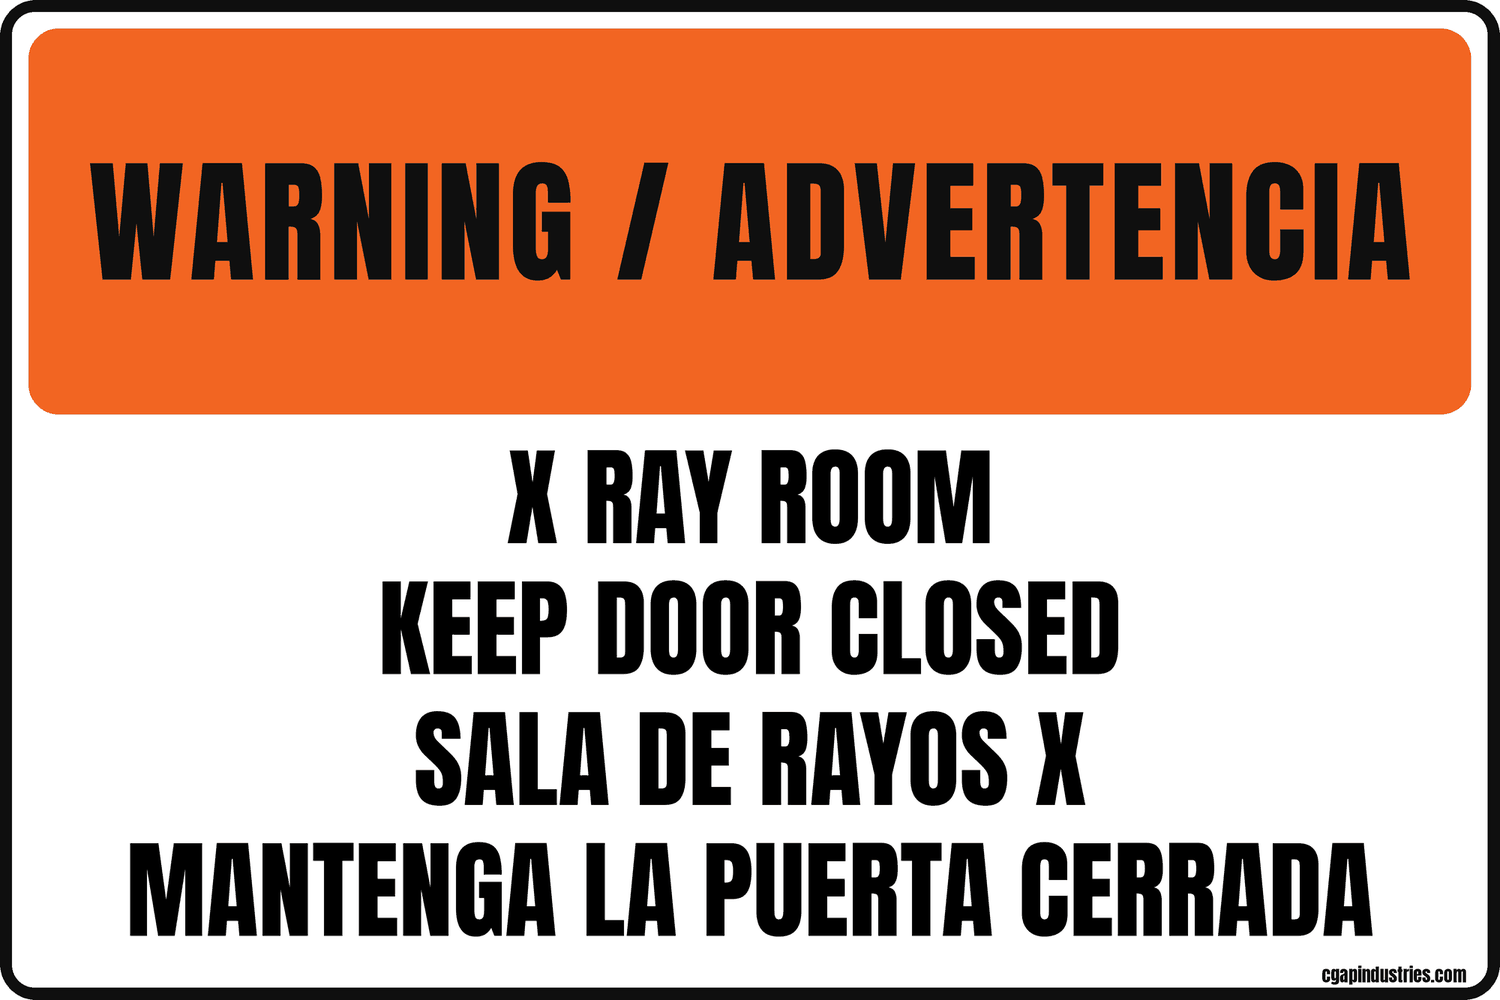 WARNING / ADVERTENCIA
X RAY ROOM
KEEP DOOR CLOSED
SALA DE RAYOS X
MANTENGA LA PUERTA CERRADA
cgapindustries.com